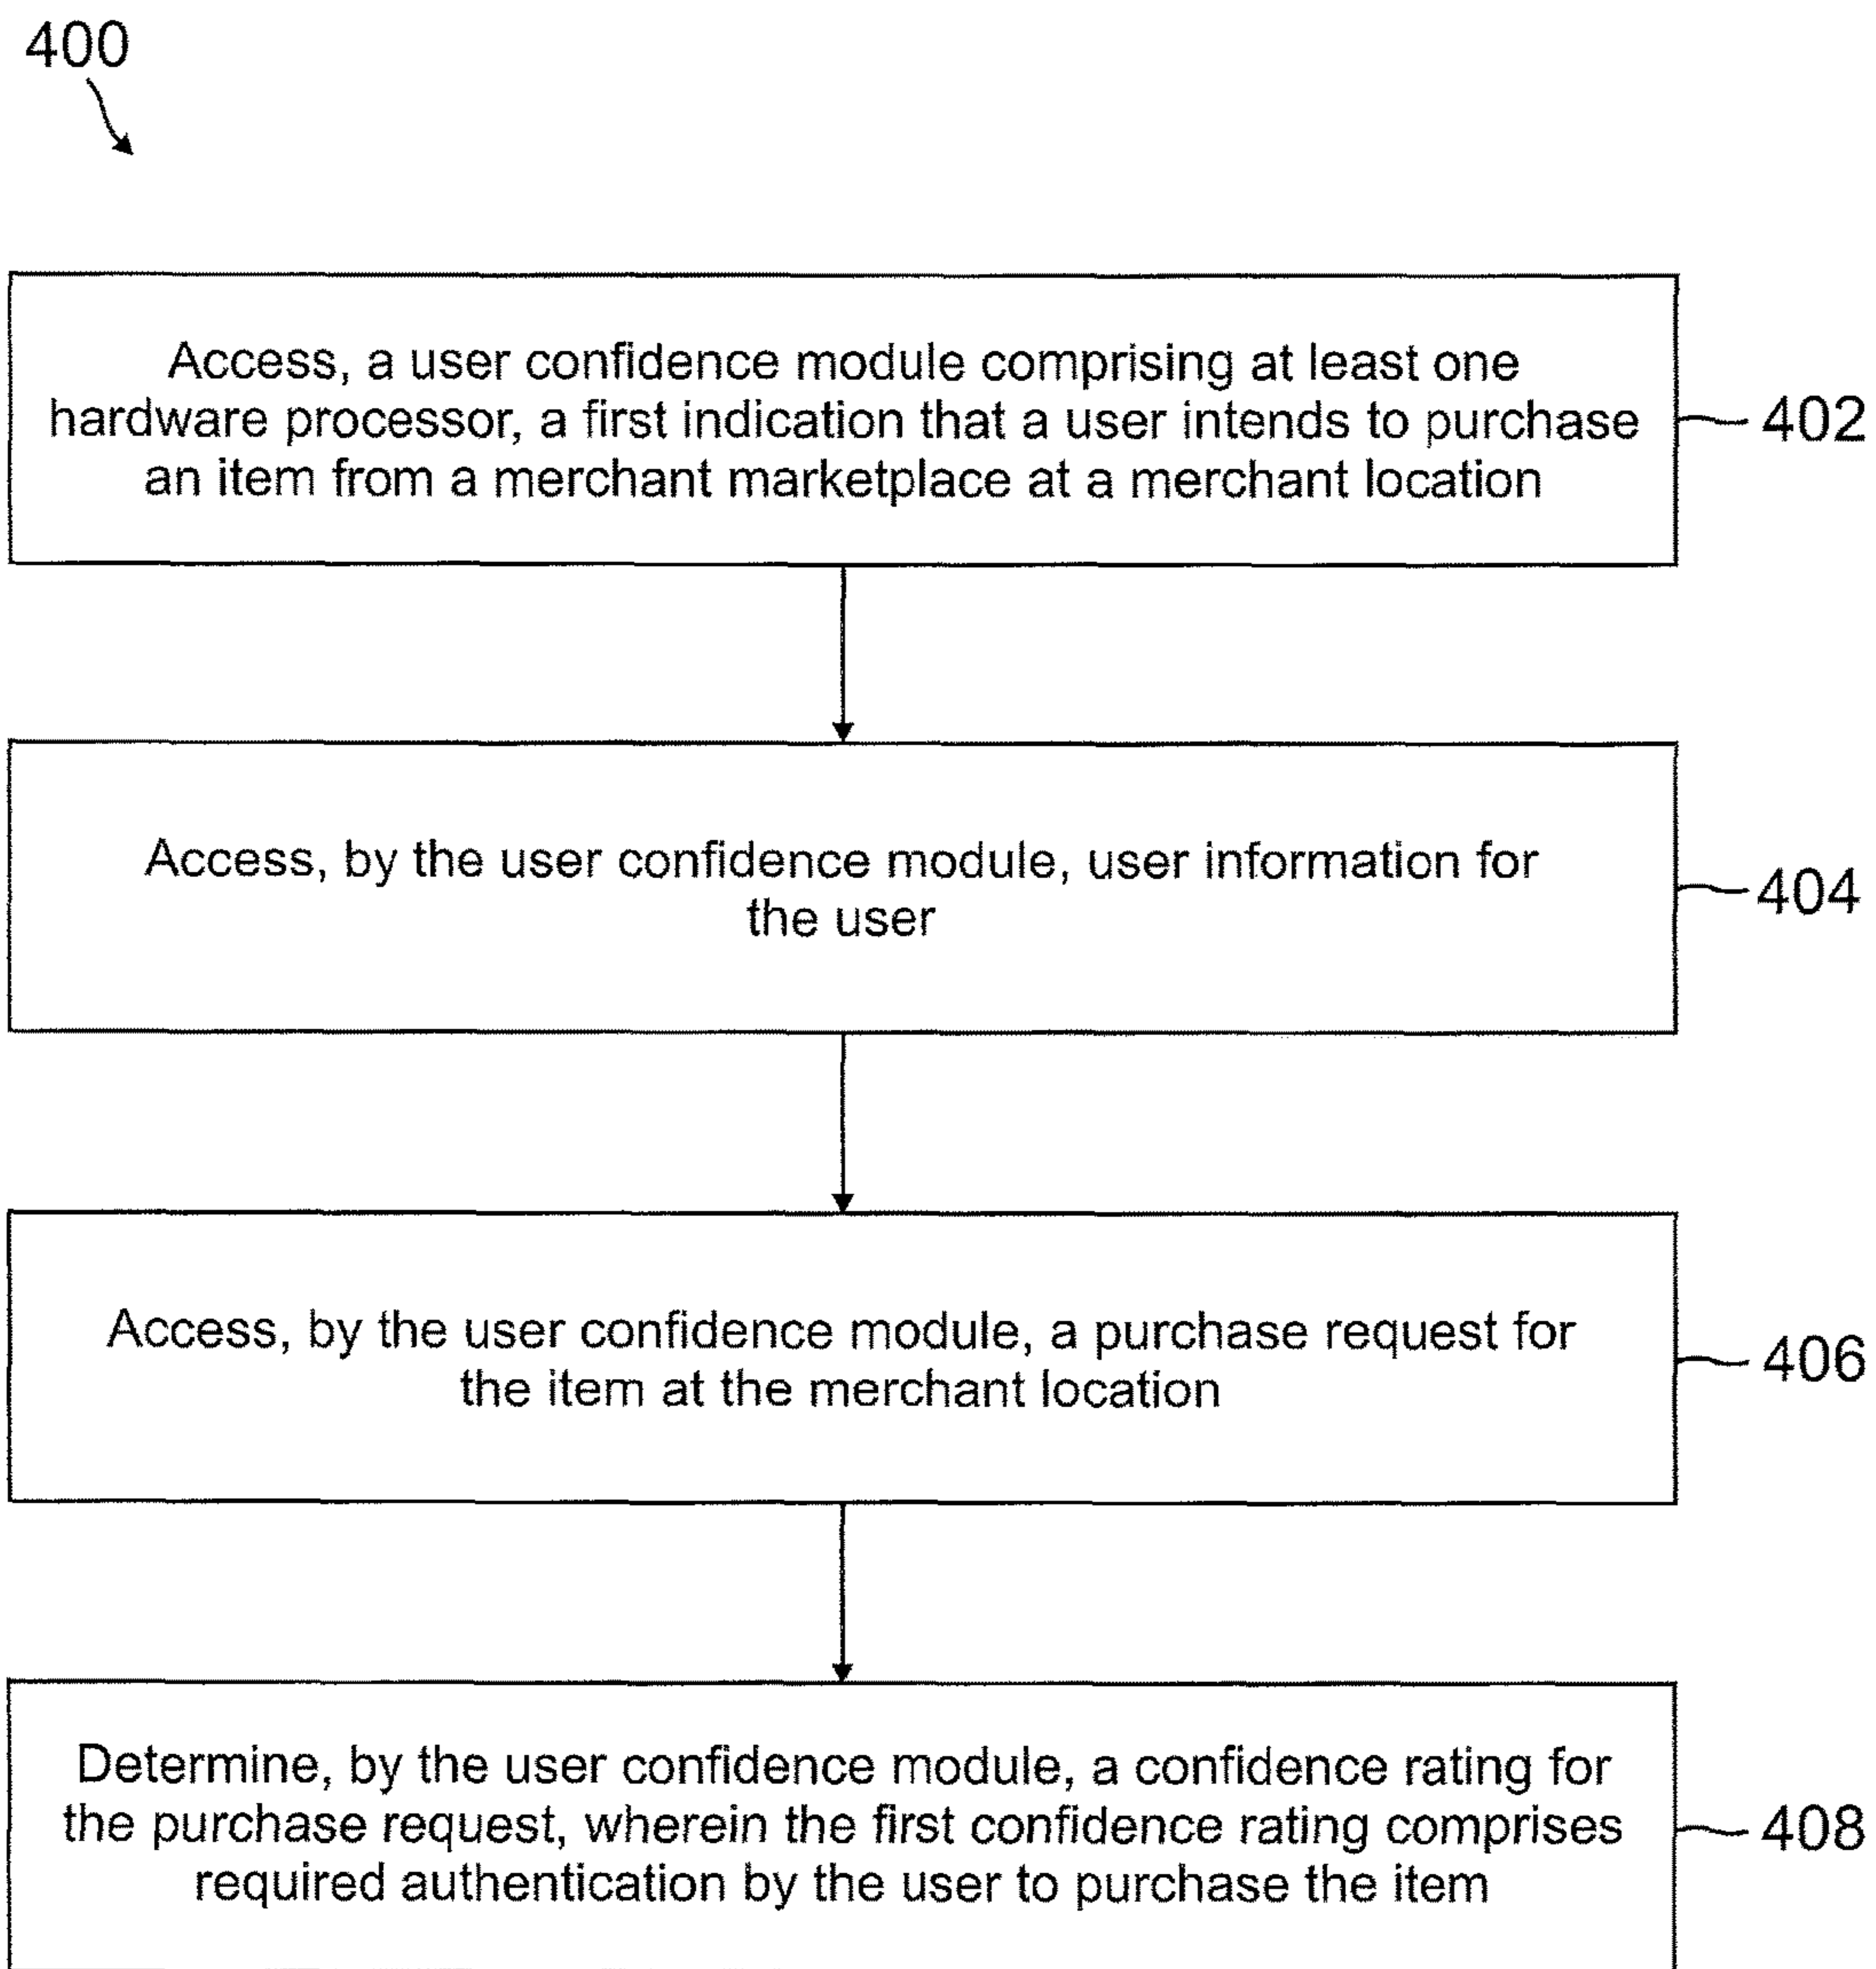 400
Access, a user confidence module comprising at least one
hardware processor, a first indication that a user intends to purchase
an item from a merchant marketplace at a merchant location
402
Access, by the user confidence module, user information for
the user
404
Access, by the user confidence module, a purchase request for
the item at the merchant location
406
Determine, by the user confidence module, a confidence rating for
the purchase request, wherein the first confidence rating comprises
required authentication by the user to purchase the item
408